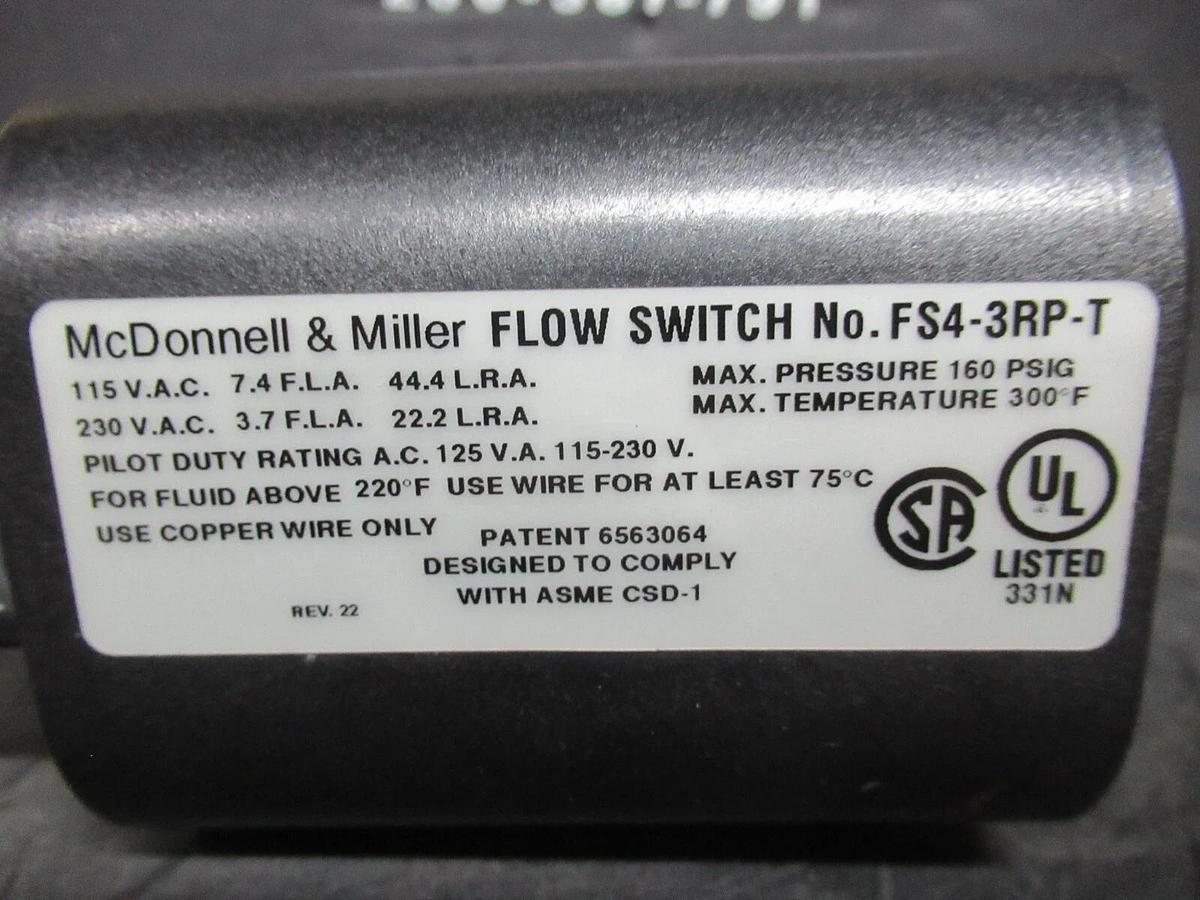 McDonnell & Miller FLOW SWITCH No. FS4-3RP-T
115 V.A.C. 7.4 F.L.A. 44.4 L.R.A.
MAX. PRESSURE 160 PSIG
230 V.A.C. 3.7 F.L.A. 22.2 L.R.A.
MAX. TEMPERATURE 300°F
PILOT DUTY RATING A.C. 125 V.A. 115-230 V.
FOR FLUID ABOVE 220°F USE WIRE FOR AT LEAST 75°C
USE COPPER WIRE ONLY
PATENT 6563064
DESIGNED TO COMPLY
WITH ASME CSD-1
REV. 22
SA
UL
LISTED
331N